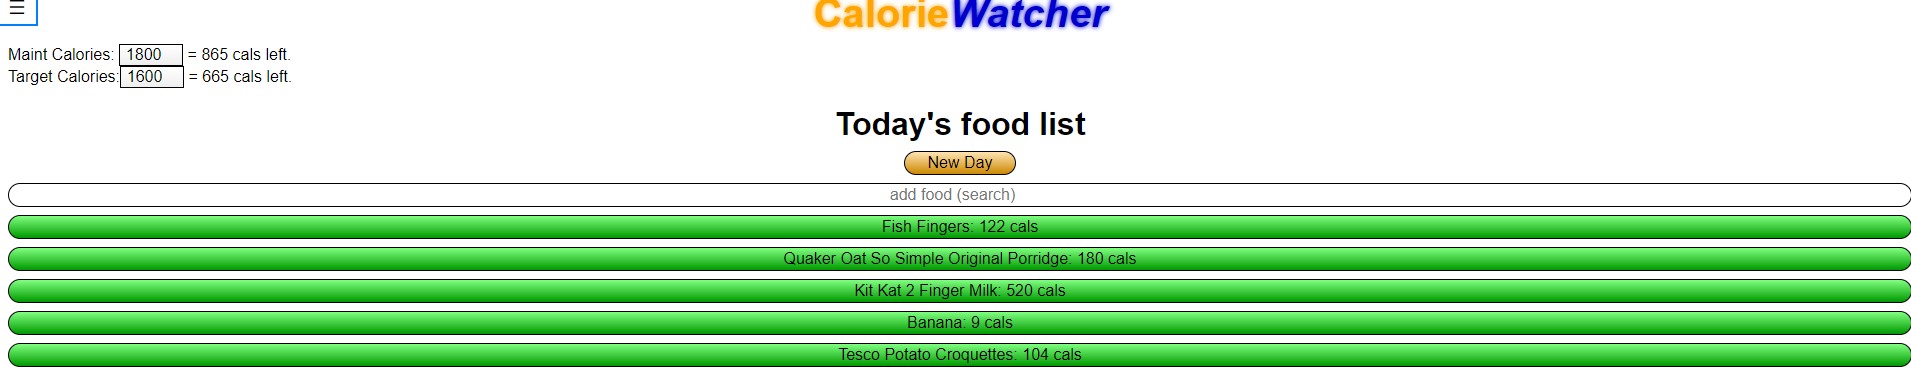 ☰
CalorieWatcher
Maint Calories: 1800 = 865 cals left.
Target Calories: 1600 = 665 cals left.
Today's food list
New Day
add food (search)
Fish Fingers: 122 cals
Quaker Oat So Simple Original Porridge: 180 cals
Kit Kat 2 Finger Milk: 520 cals
Banana: 9 cals
Tesco Potato Croquettes: 104 cals